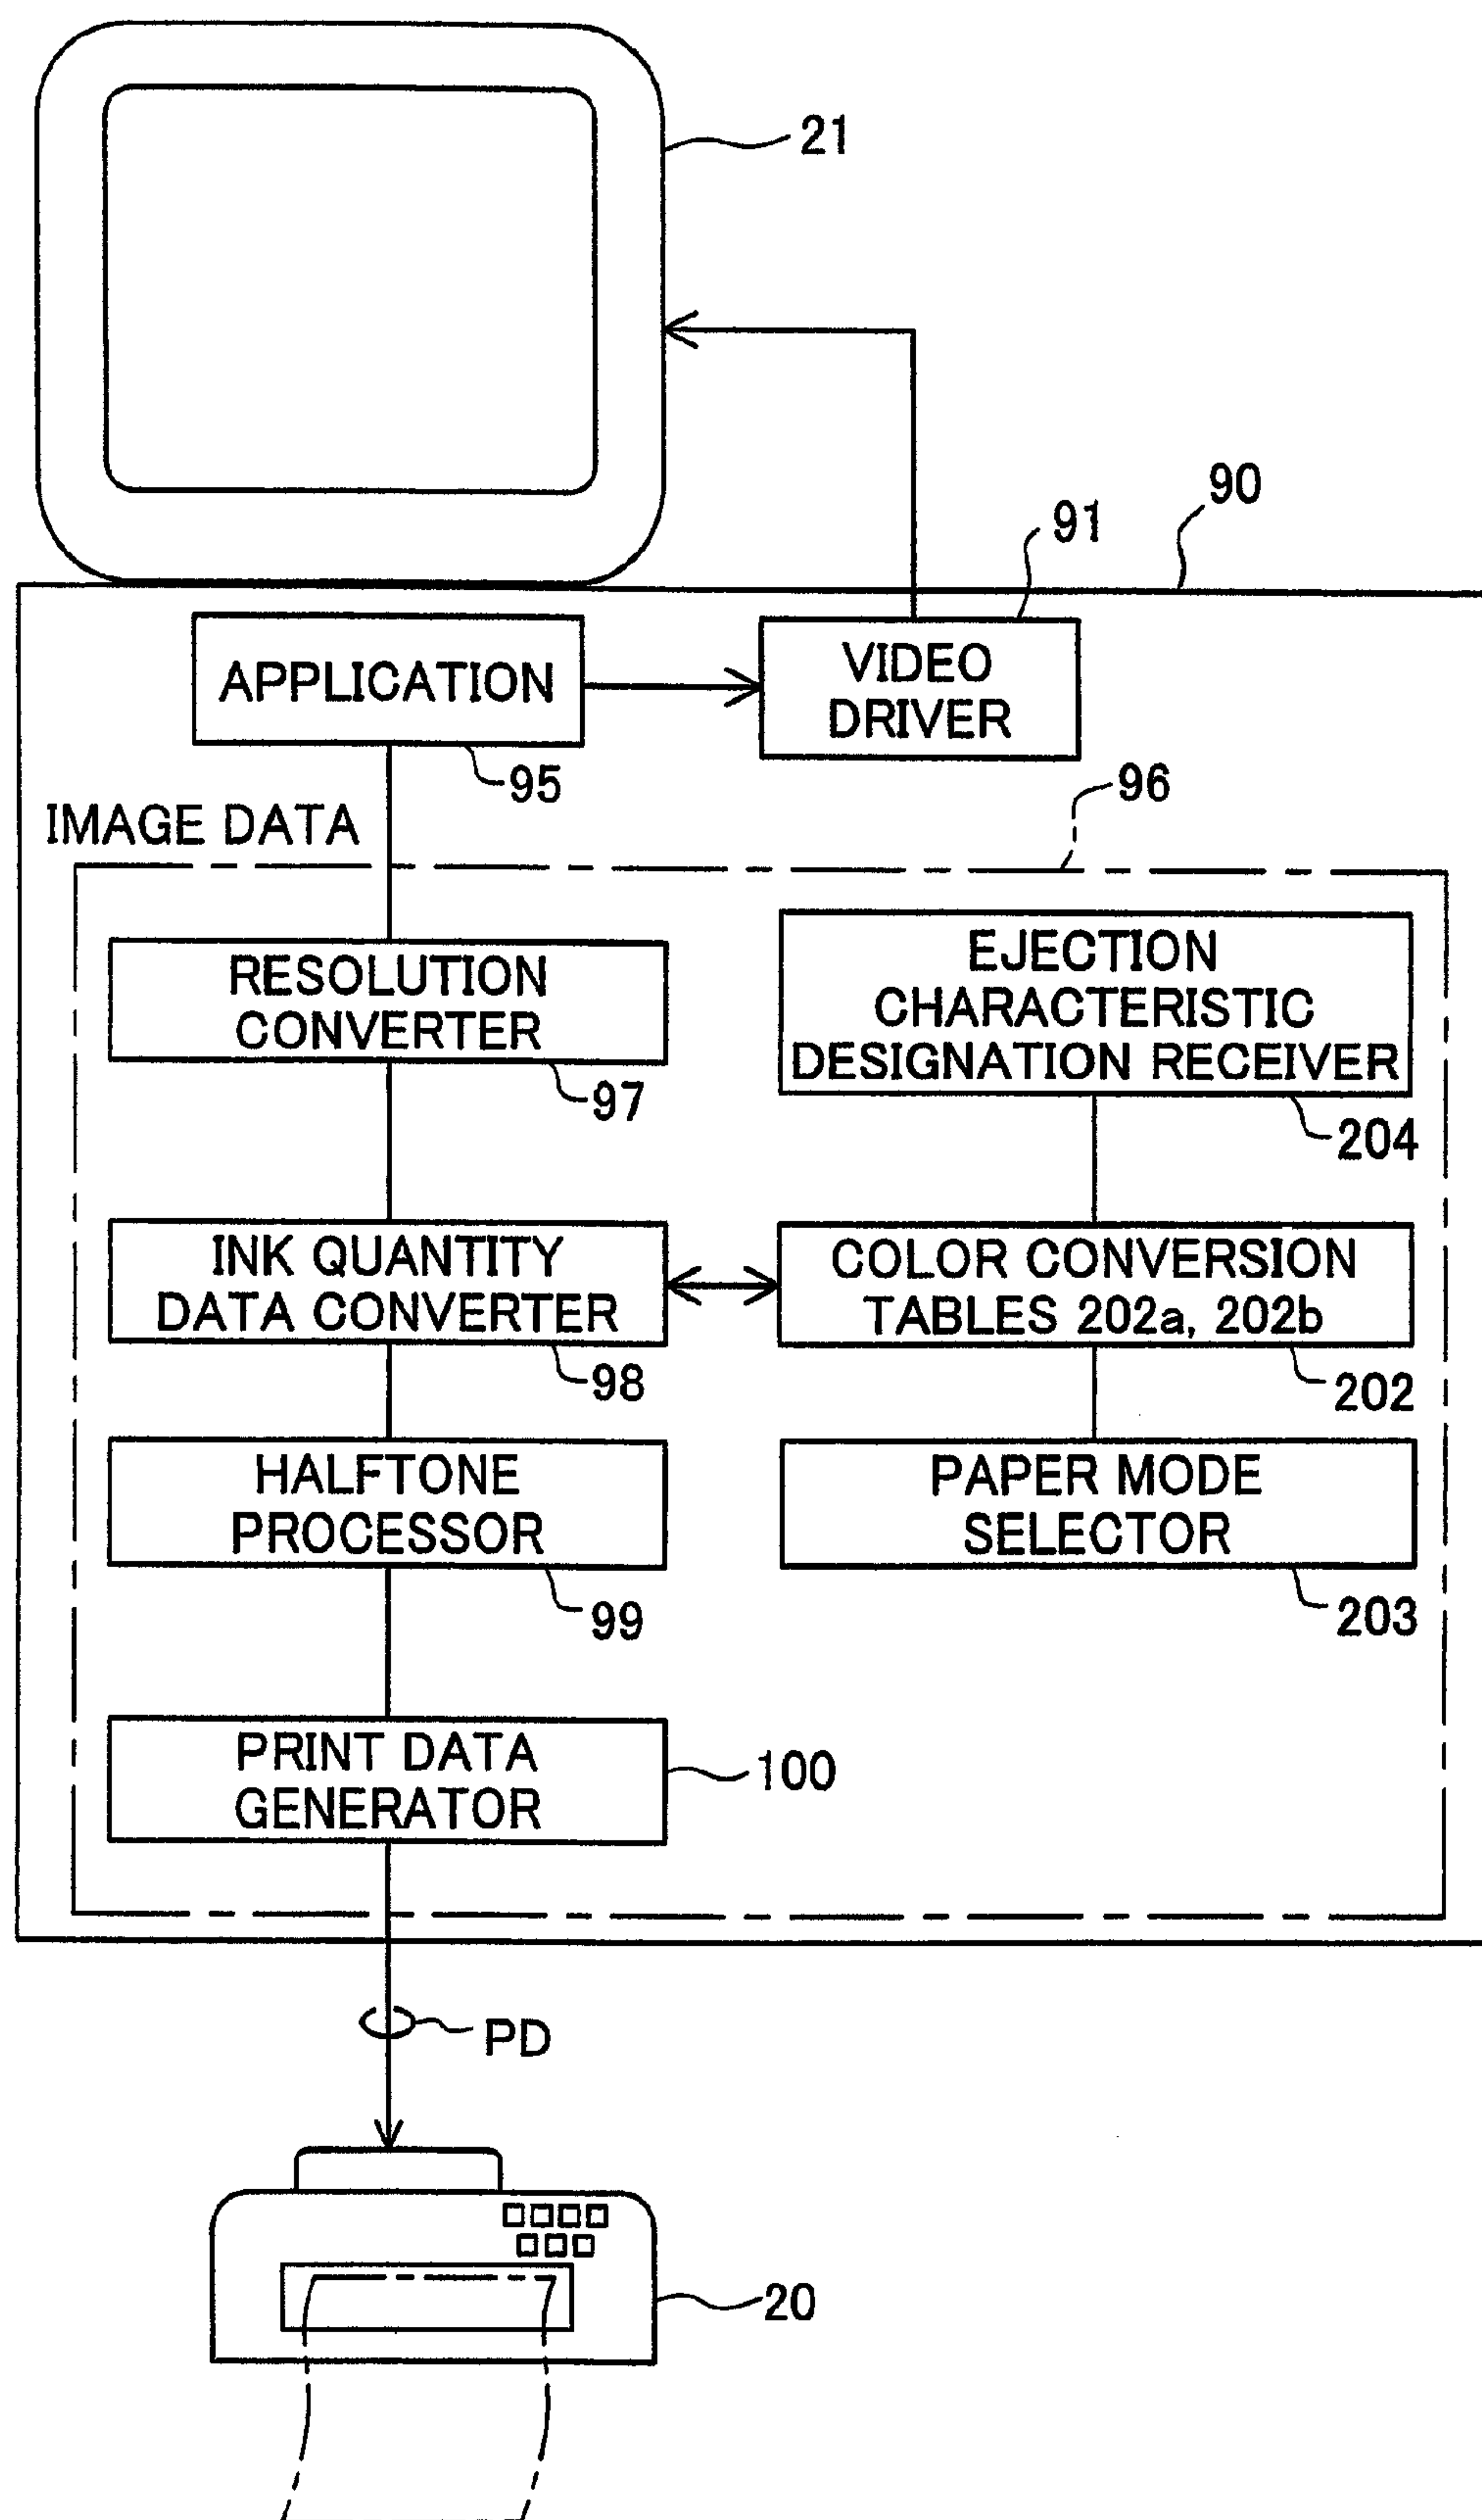 21
90
91
APPLICATION
VIDEO
DRIVER
95
96
IMAGE DATA
RESOLUTION
CONVERTER
97
EJECTION
CHARACTERISTIC
DESIGNATION RECEIVER
204
INK QUANTITY
DATA CONVERTER
98
COLOR CONVERSION
TABLES 202a, 202b
202
HALFTONE
PROCESSOR
99
PAPER MODE
SELECTOR
203
PRINT DATA
GENERATOR
100
PD
20